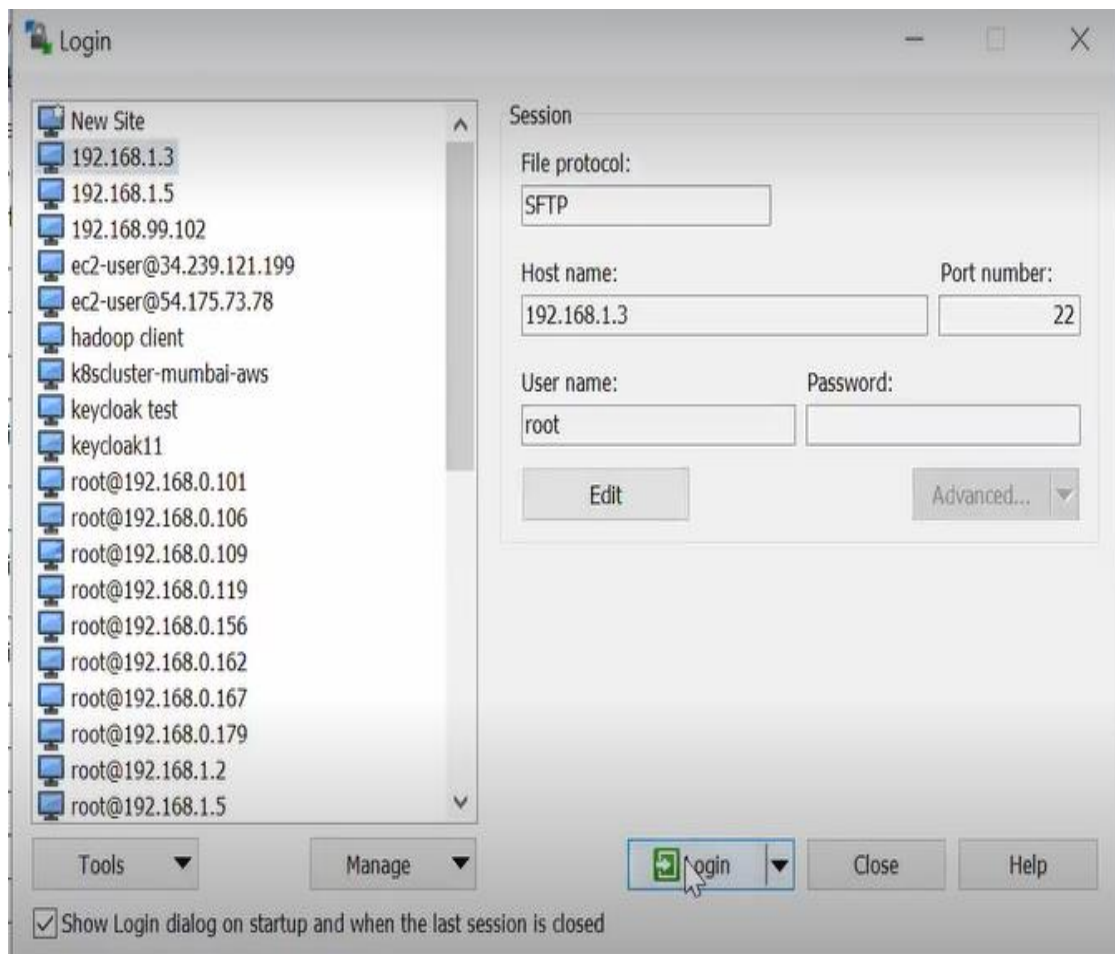 Login
New Site
192.168.1.3
192.168.1.5
192.168.99.102
ec2-user@34.239.121.199
ec2-user@54.175.73.78
hadoop client
k8scluster-mumbai-aws
keycloak test
keycloak11
root@192.168.0.101
root@192.168.0.106
root@192.168.0.109
root@192.168.0.119
root@192.168.0.156
root@192.168.0.162
root@192.168.0.167
root@192.168.0.179
root@192.168.1.2
root@192.168.1.5
Session
File protocol:
SFTP
Host name: Port number:
192.168.1.3 22
User name: Password:
root
Edit Advanced...
Tools Manage Login Close Help
Show Login dialog on startup and when the last session is closed